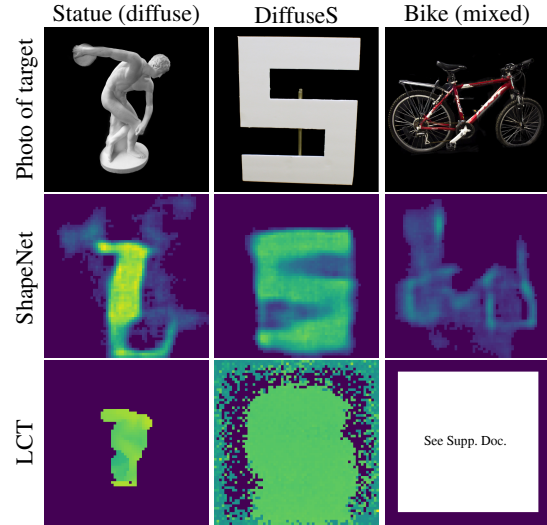 Statue (diffuse) DiffuseS Bike (mixed)
Photo of target
ShapeNet
LCT
See Supp. Doc.